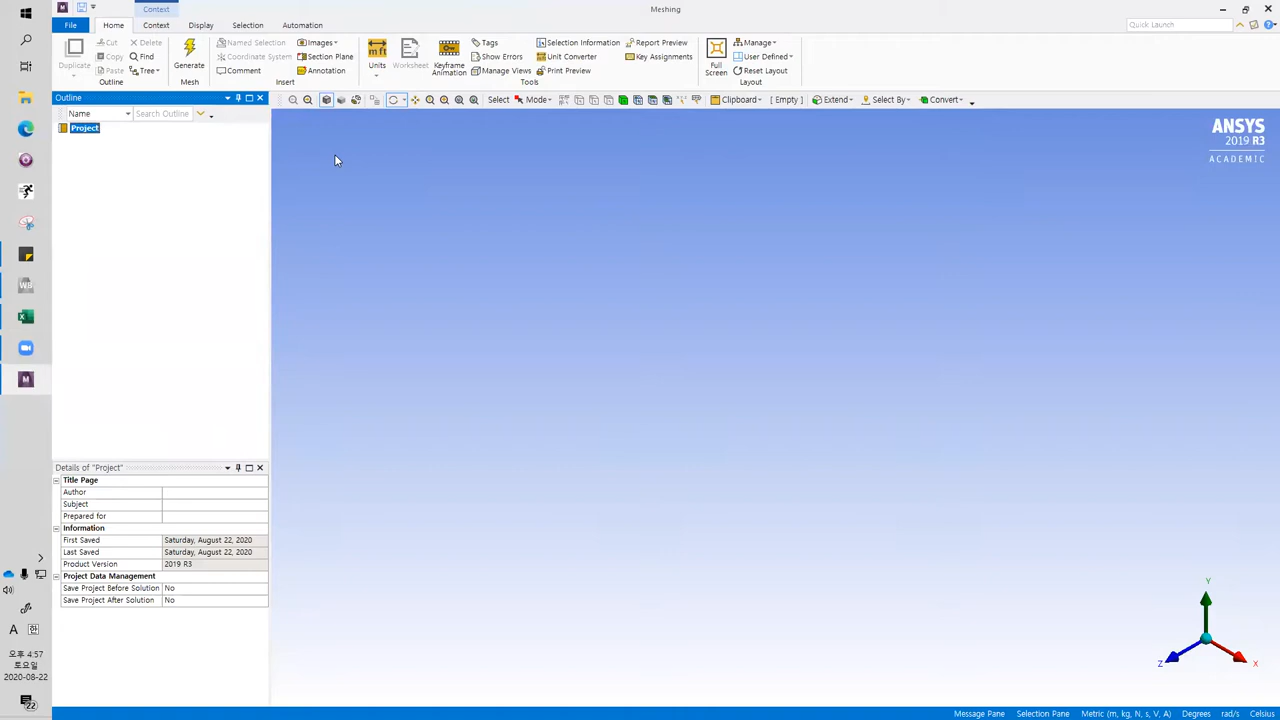 Context
Meshing
File
Home
Context
Display
Selection
Automation
Quick Launch
Duplicate
Cut
Copy
Paste
Delete
Find
Tree
Outline
Generate
Mesh
Named Selection
Coordinate System
Comment
Images
Section Plane
Annotation
Insert
Units
Worksheet
Keyframe
Animation
Tags
Show Errors
Manage Views
Selection Information
Unit Converter
Print Preview
Report Preview
Key Assignments
Tools
Full
Screen
Manage
User Defined
Reset Layout
Layout
Outline
Select
Mode
Clipboard
[ Empty ]
Extend
Select By
Convert
Name
Search Outline
Project
ANSYS
2019 R3
ACADEMIC
Details of "Project"
Title Page
Author
Subject
Prepared for
Information
First Saved Saturday, August 22, 2020
Last Saved Saturday, August 22, 2020
Product Version 2019 R3
Project Data Management
Save Project Before Solution No
Save Project After Solution No
WB
M
A 한
오후 4:57
토요일
2020-08-22
22
Y
Z
X
Message Pane
Selection Pane
Metric (m, kg, N, s, V, A)
Degrees
rad/s
Celsius